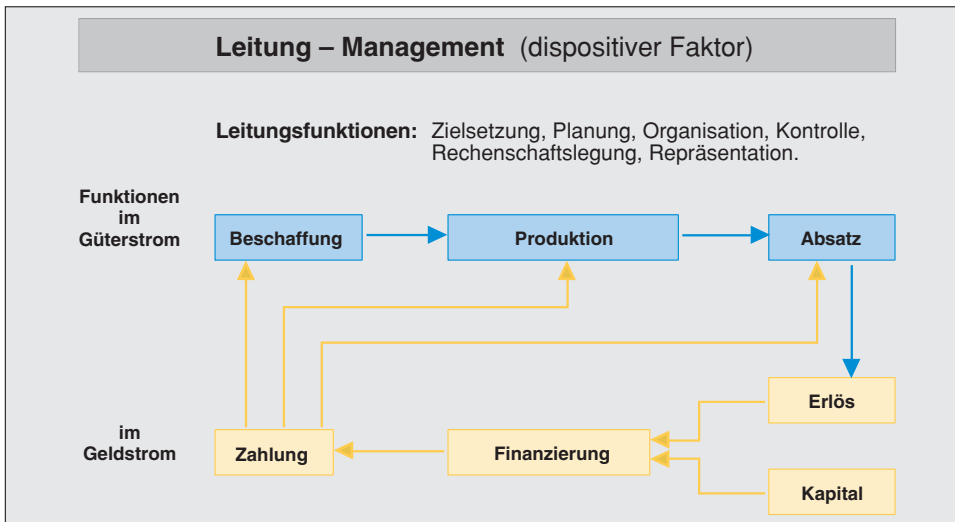 Leitung – Management (dispositiver Faktor)
Leitungsfunktionen: Zielsetzung, Planung, Organisation, Kontrolle,
Rechenschaftslegung, Repräsentation.
Funktionen
im
Güterstrom
Beschaffung
Produktion
Absatz
Erlös
im
Geldstrom
Zahlung
Finanzierung
Kapital